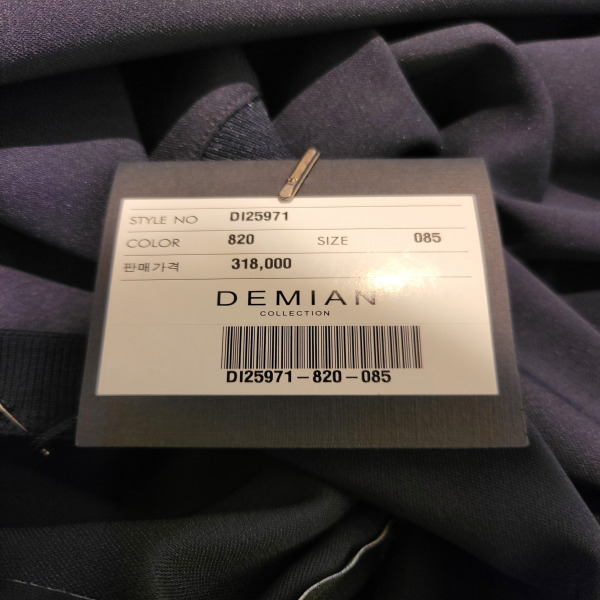 STYLE NO DI25971
COLOR 820 SIZE 085
판매가격 318,000
DEMIAN
COLLECTION
DI25971-820-085